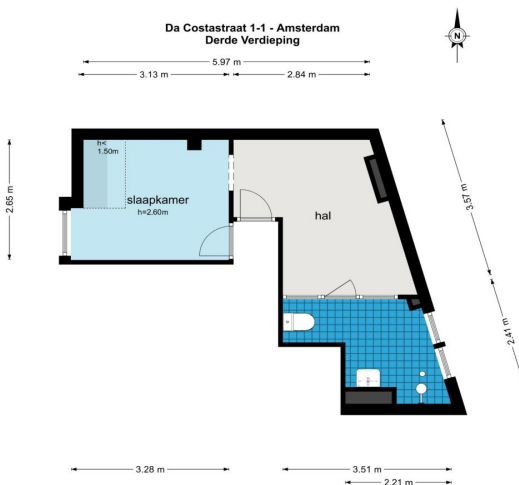 Da Costastraat 1-1 - Amsterdam
Derde Verdieping
N
5.97 m
3.13 m
2.84 m
h<
1.50m
2.65 m
slaapkamer
h=2.60m
hal
3.57 m
2.41 m
3.28 m
3.51 m
2.21 m